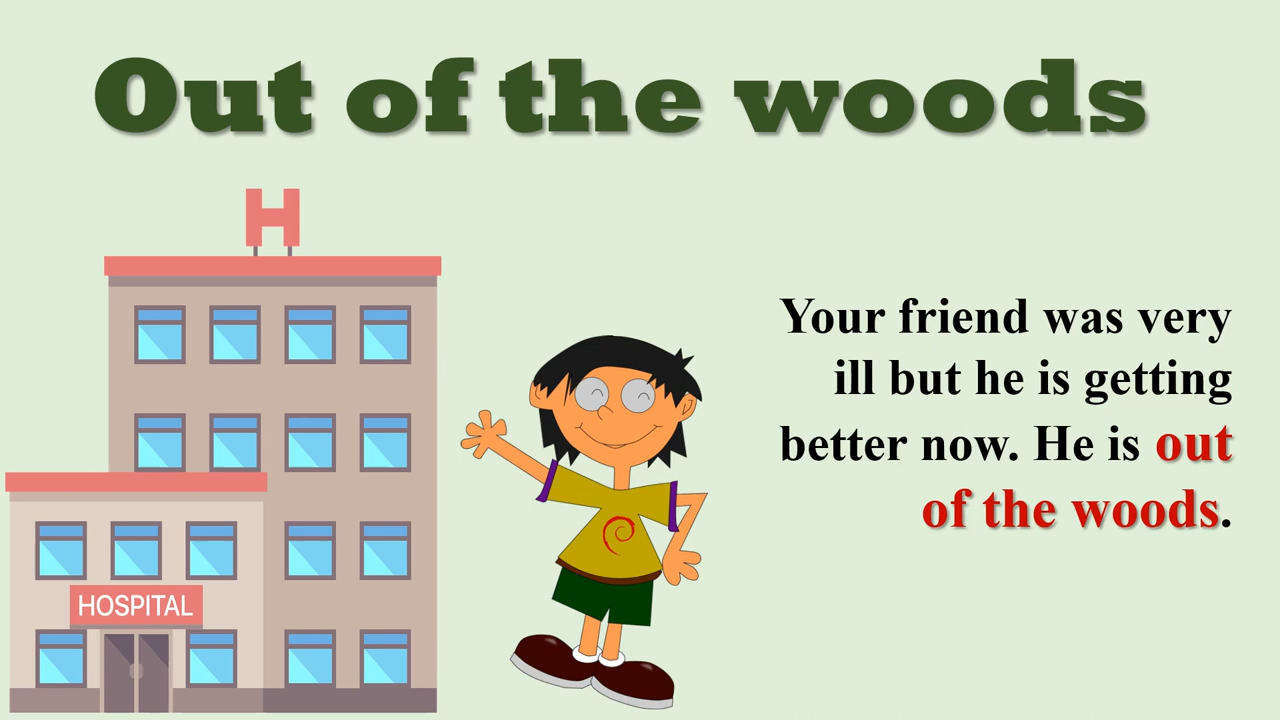 Out of the woods
H
HOSPITAL
Your friend was very
ill but he is getting
better now. He is out
of the woods.